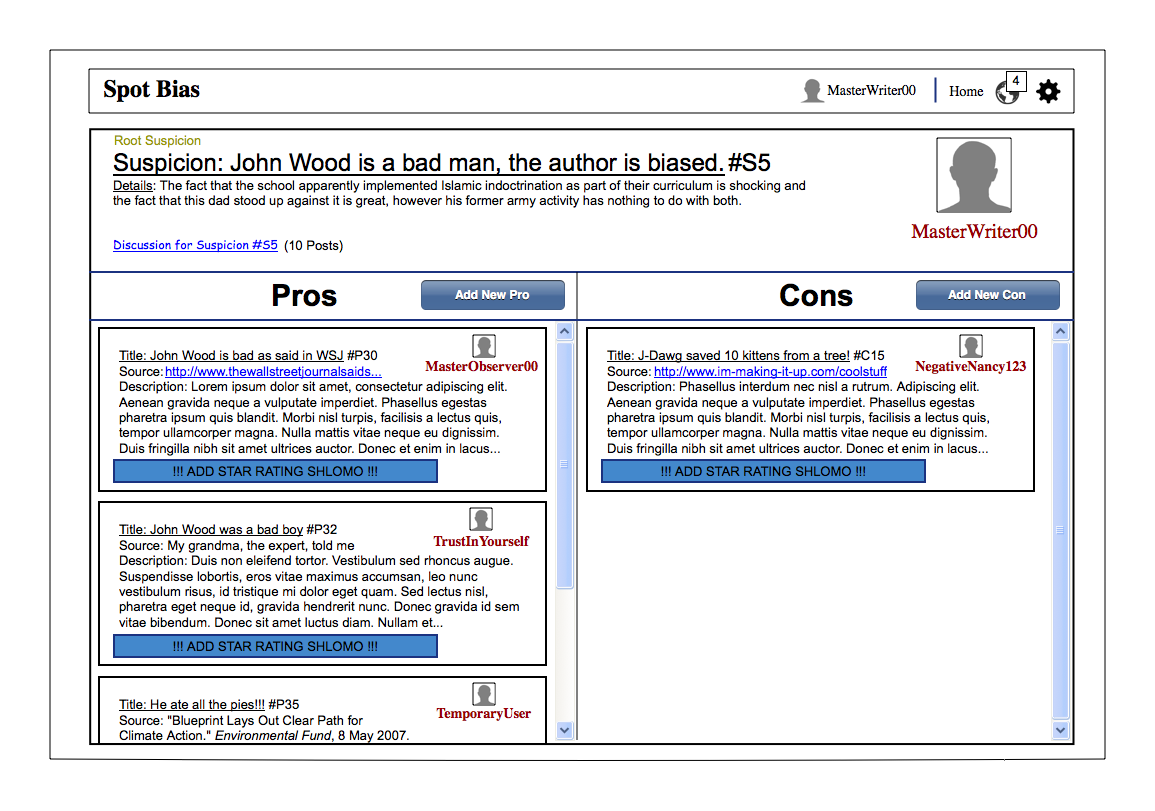 Spot Bias
MasterWriter00
Home
4
Root Suspicion
Suspicion: John Wood is a bad man, the author is biased. #S5
Details: The fact that the school apparently implemented Islamic indoctrination as part of their curriculum is shocking and
the fact that this dad stood up against it is great, however his former army activity has nothing to do with both.
MasterWriter00
Discussion for Suspicion #S5 (10 Posts)
Pros
Add New Pro
Cons
Add New Con
Title: John Wood is bad as said in WSJ #P30
MasterObserver00
Source: http://www.thewallstreetjournalsaids...
Description: Lorem ipsum dolor sit amet, consectetur adipiscing elit.
Aenean gravida neque a vulputate imperdiet. Phasellus egestas
pharetra ipsum quis blandit. Morbi nisl turpis, facilisis a lectus quis,
tempor ullamcorper magna. Nulla mattis vitae neque eu dignissim.
Duis fringilla nibh sit amet ultrices auctor. Donec et enim in lacus...
!!! ADD STAR RATING SHLOMO !!!
Title: John Wood was a bad boy #P32
TrustInYourself
Source: My grandma, the expert, told me
Description: Duis non eleifend tortor. Vestibulum sed rhoncus augue.
Suspendisse lobortis, eros vitae maximus accumsan, leo nunc
vestibulum risus, id tristique mi dolor eget quam. Sed lectus nisl,
pharetra eget neque id, gravida hendrerit nunc. Donec gravida id sem
vitae bibendum. Donec sit amet luctus diam. Nullam et...
!!! ADD STAR RATING SHLOMO !!!
Title: He ate all the pies!!! #P35
TemporaryUser
Source: "Blueprint Lays Out Clear Path for
Climate Action." Environmental Fund, 8 May 2007.
Title: J-Dawg saved 10 kittens from a tree! #C15
NegativeNancy123
Source: http://www.im-making-it-up.com/coolstuff
Description: Phasellus interdum nec nisl a rutrum. Adipiscing elit.
Aenean gravida neque a vulputate imperdiet. Phasellus egestas
pharetra ipsum quis blandit. Morbi nisl turpis, facilisis a lectus quis,
tempor ullamcorper magna. Nulla mattis vitae neque eu dignissim.
Duis fringilla nibh sit amet ultrices auctor. Donec et enim in lacus...
!!! ADD STAR RATING SHLOMO !!!